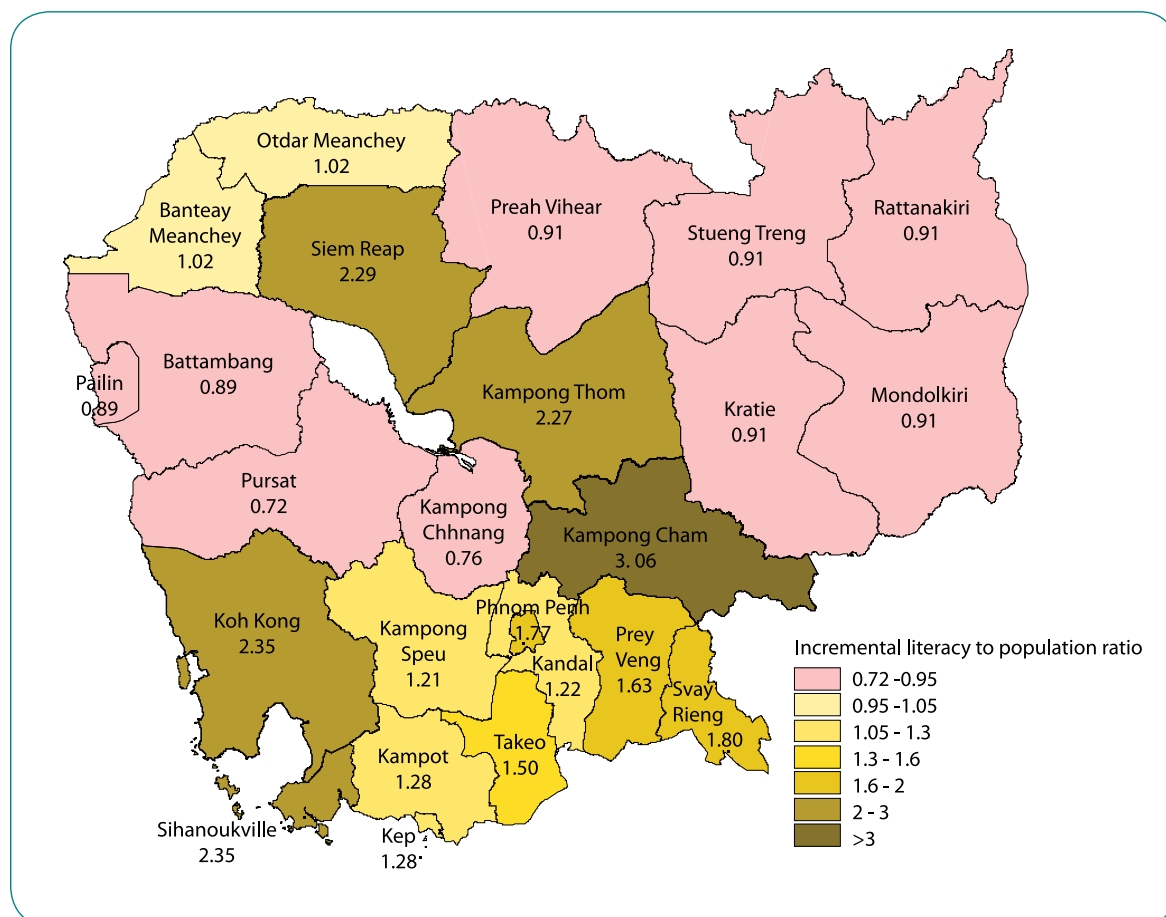 Otdar Meanchey
1.02
Banteay
Meanchey
1.02
Siem Reap
2.29
Preah Vihear
0.91
Stueng Treng
0.91
Rattanakiri
0.91
Battambang
0.89
Pailin
0.89
Kampong Thom
2.27
Kratie
0.91
Mondolkiri
0.91
Pursat
0.72
Kampong
Chhnang
0.76
Kampong Cham
3. 06
Koh Kong
2.35
Kampong
Speu
1.21
Phnom Penh
1.77
Kandal
1.22
Prey
Veng
1.63
Svay
Rieng
1.80
Takeo
1.50
Kampot
1.28
Kep
1.28
Sihanoukville
2.35
Incremental literacy to population ratio
0.72 -0.95
0.95 -1.05
1.05 - 1.3
1.3 - 1.6
1.6 - 2
2 - 3
>3